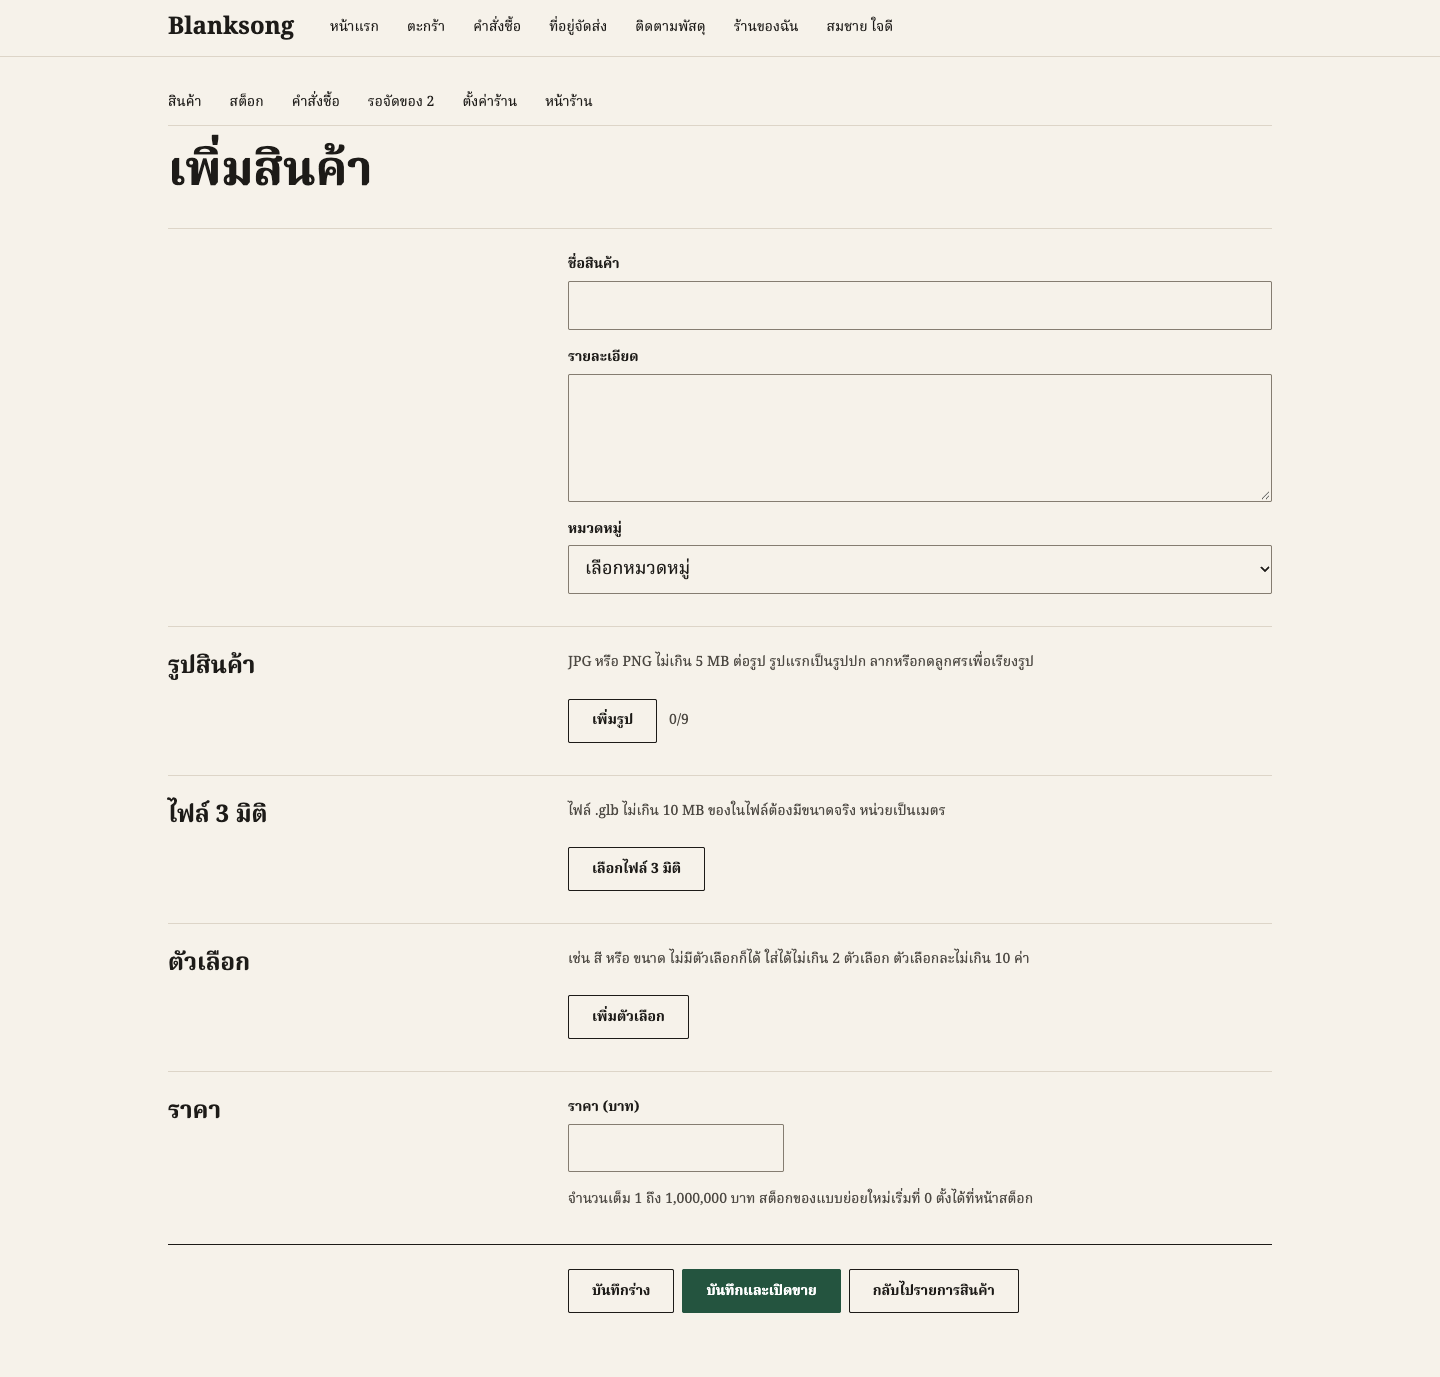 Blanksong หน้าแรก ตะกร้า คำสั่งซื้อ ที่อยู่จัดส่ง ติดตามพัสดุ ร้านของฉัน สมชาย ใจดี
สินค้า สต็อก คำสั่งซื้อ รอจัดของ 2 ตั้งค่าร้าน หน้าร้าน
เพิ่มสินค้า
ชื่อสินค้า
รายละเอียด
หมวดหมู่
เลือกหมวดหมู่
รูปสินค้า
JPG หรือ PNG ไม่เกิน 5 MB ต่อรูป รูปแรกเป็นรูปปก ลากหรือกดลูกศรเพื่อเรียงรูป
เพิ่มรูป 0/9
ไฟล์ 3 มิติ
ไฟล์ .glb ไม่เกิน 10 MB ของในไฟล์ต้องมีขนาดจริง หน่วยเป็นเมตร
เลือกไฟล์ 3 มิติ
ตัวเลือก
เช่น สี หรือ ขนาด ไม่มีตัวเลือกก็ได้ ใส่ได้ไม่เกิน 2 ตัวเลือก ตัวเลือกละไม่เกิน 10 ค่า
เพิ่มตัวเลือก
ราคา
ราคา (บาท)
จำนวนเต็ม 1 ถึง 1,000,000 บาท สต็อกของแบบย่อยใหม่เริ่มที่ 0 ตั้งได้ที่หน้าสต็อก
บันทึกร่าง บันทึกและเปิดขาย กลับไปรายการสินค้า